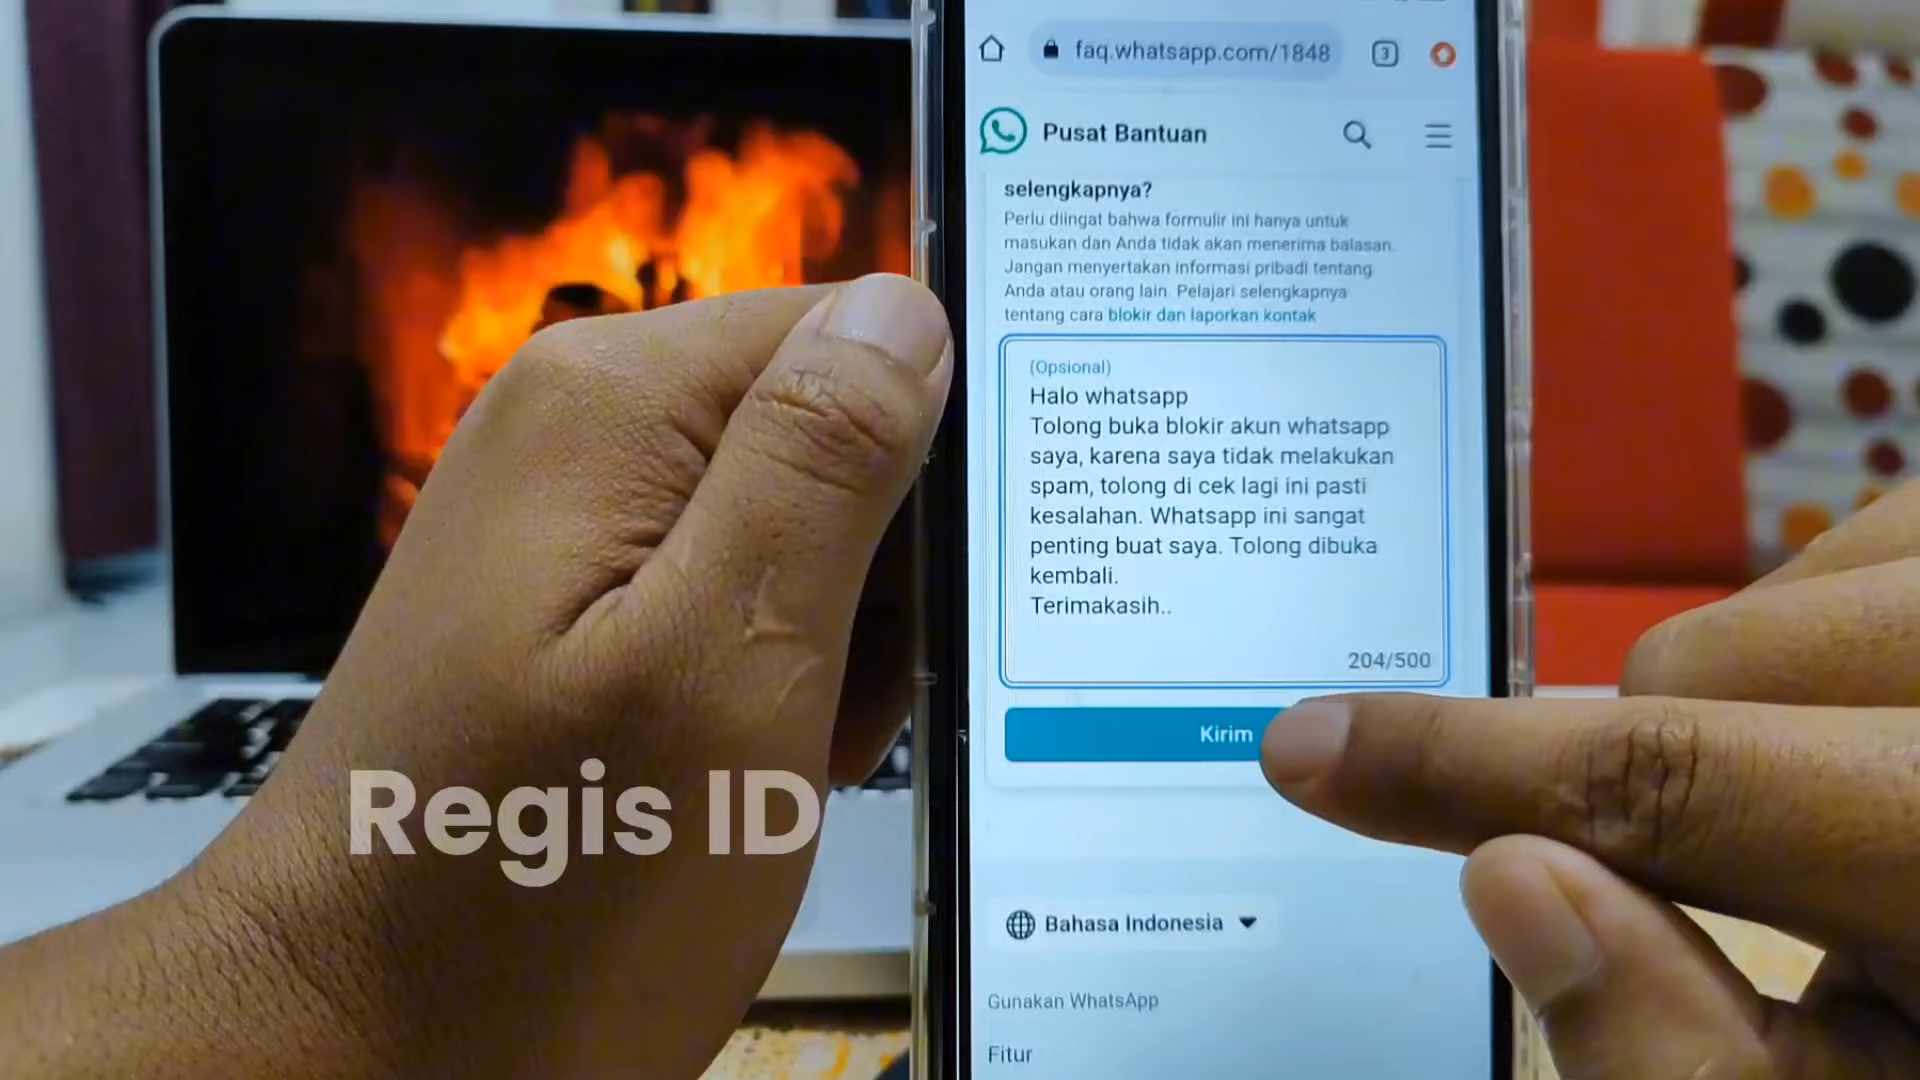 faq.whatsapp.com/1848
3
Pusat Bantuan
selengkapnya?
Perlu diingat bahwa formulir ini hanya untuk
masukan dan Anda tidak akan menerima balasan.
Jangan menyertakan informasi pribadi tentang
Anda atau orang lain. Pelajari selengkapnya
tentang cara blokir dan laporkan kontak
(Opsional)
Halo whatsapp
Tolong buka blokir akun whatsapp
saya, karena saya tidak melakukan
spam, tolong di cek lagi ini pasti
kesalahan. Whatsapp ini sangat
penting buat saya. Tolong dibuka
kembali.
Terimakasih..
204/500
Kirim
Regis ID
Bahasa Indonesia
Gunakan WhatsApp
Fitur